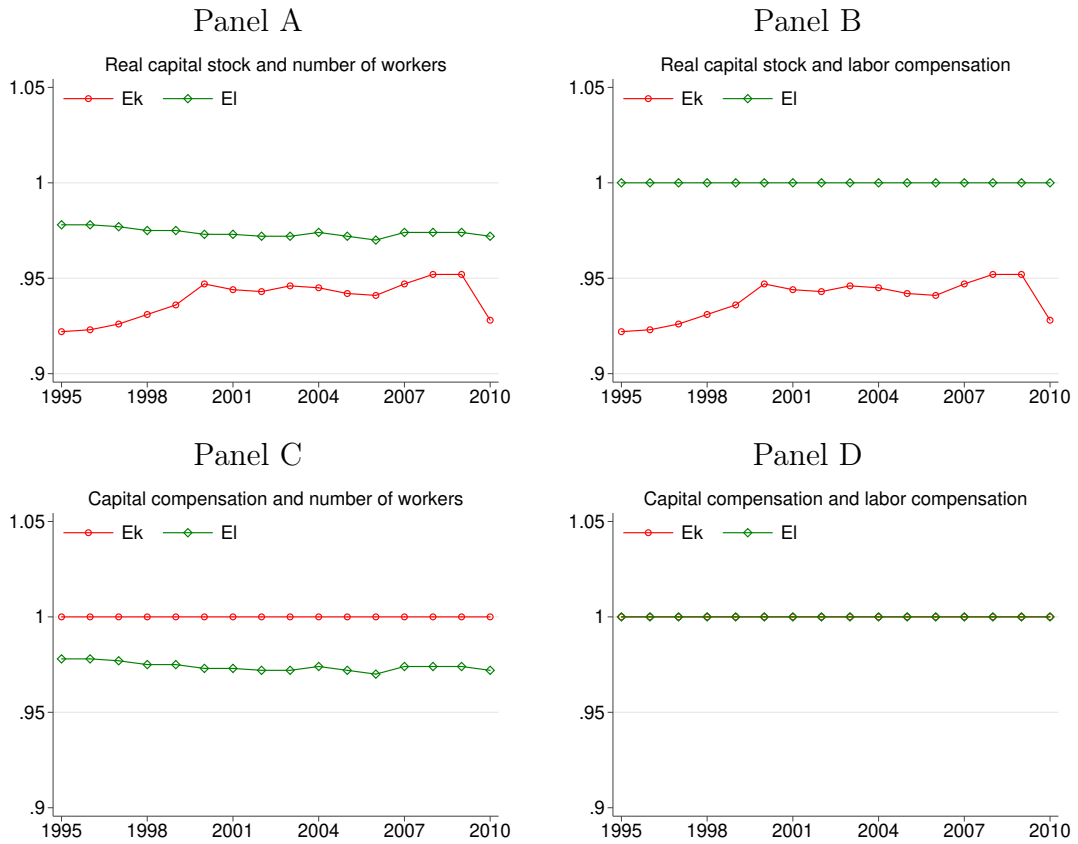 Panel A
Real capital stock and number of workers
1.05
Ek El
1
.95
.9
1995 1998 2001 2004 2007 2010
Panel B
Real capital stock and labor compensation
1.05
Ek El
1
.95
.9
1995 1998 2001 2004 2007 2010
Panel C
Capital compensation and number of workers
1.05
Ek El
1
.95
.9
1995 1998 2001 2004 2007 2010
Panel D
Capital compensation and labor compensation
1.05
Ek El
1
.95
.9
1995 1998 2001 2004 2007 2010